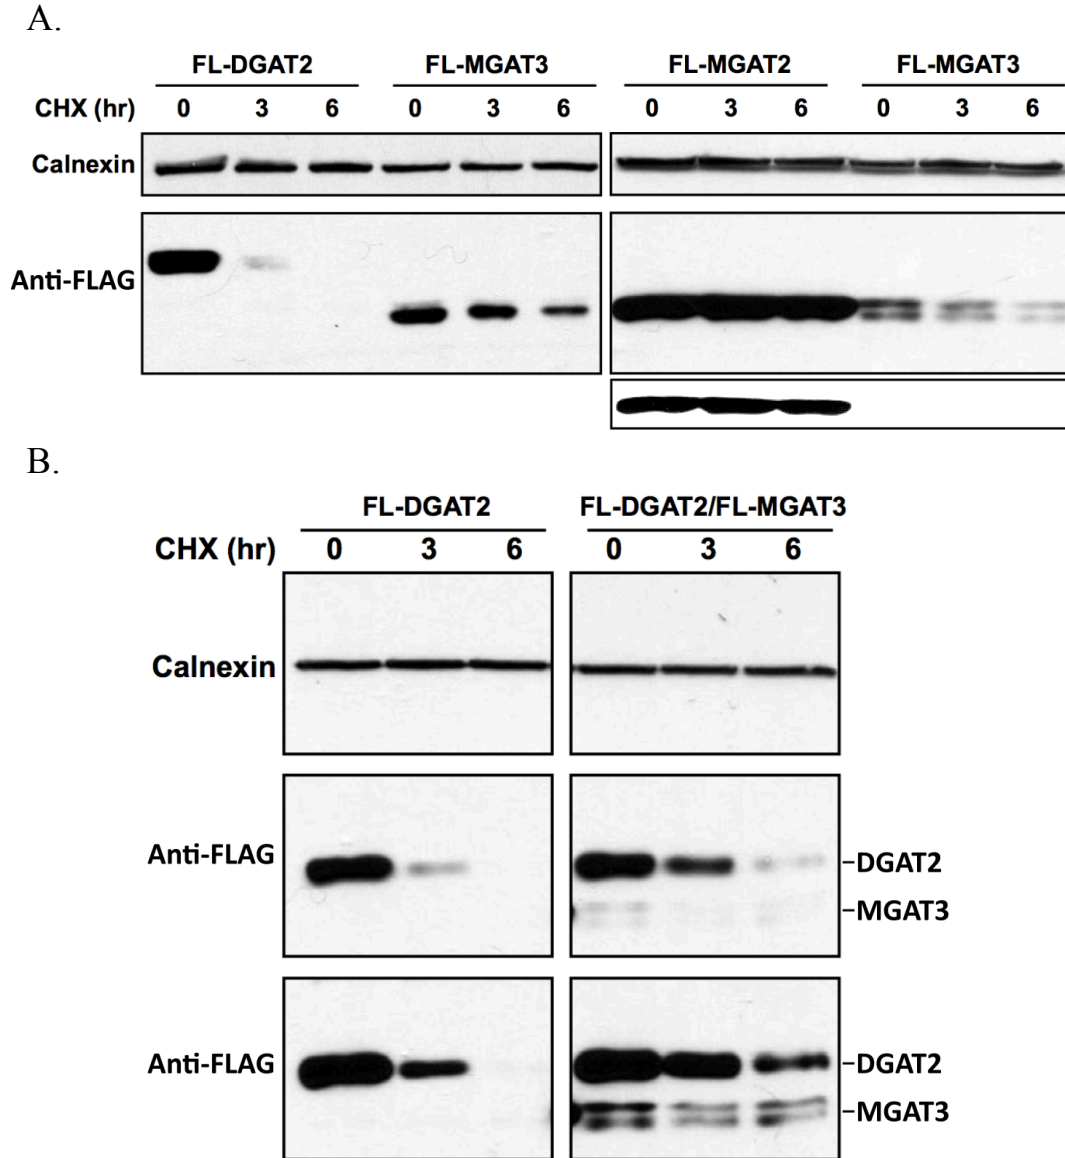 A.
FL-DGAT2 FL-MGAT3 FL-MGAT2 FL-MGAT3
CHX (hr) 0 3 6 0 3 6 0 3 6 0 3 6
Calnexin
Anti-FLAG
B.
FL-DGAT2 FL-DGAT2/FL-MGAT3
CHX (hr) 0 3 6 0 3 6
Calnexin
Anti-FLAG -DGAT2
-MGAT3
Anti-FLAG -DGAT2
-MGAT3